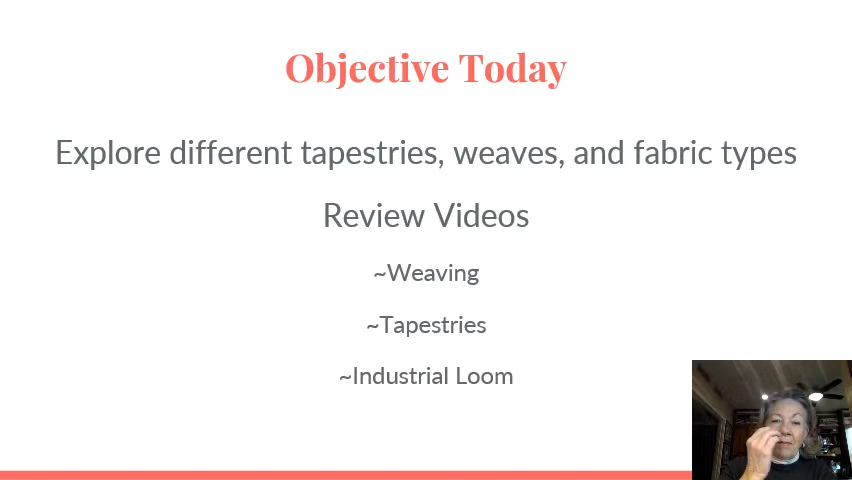 Objective Today
Explore different tapestries, weaves, and fabric types
Review Videos
~Weaving
~Tapestries
~Industrial Loom